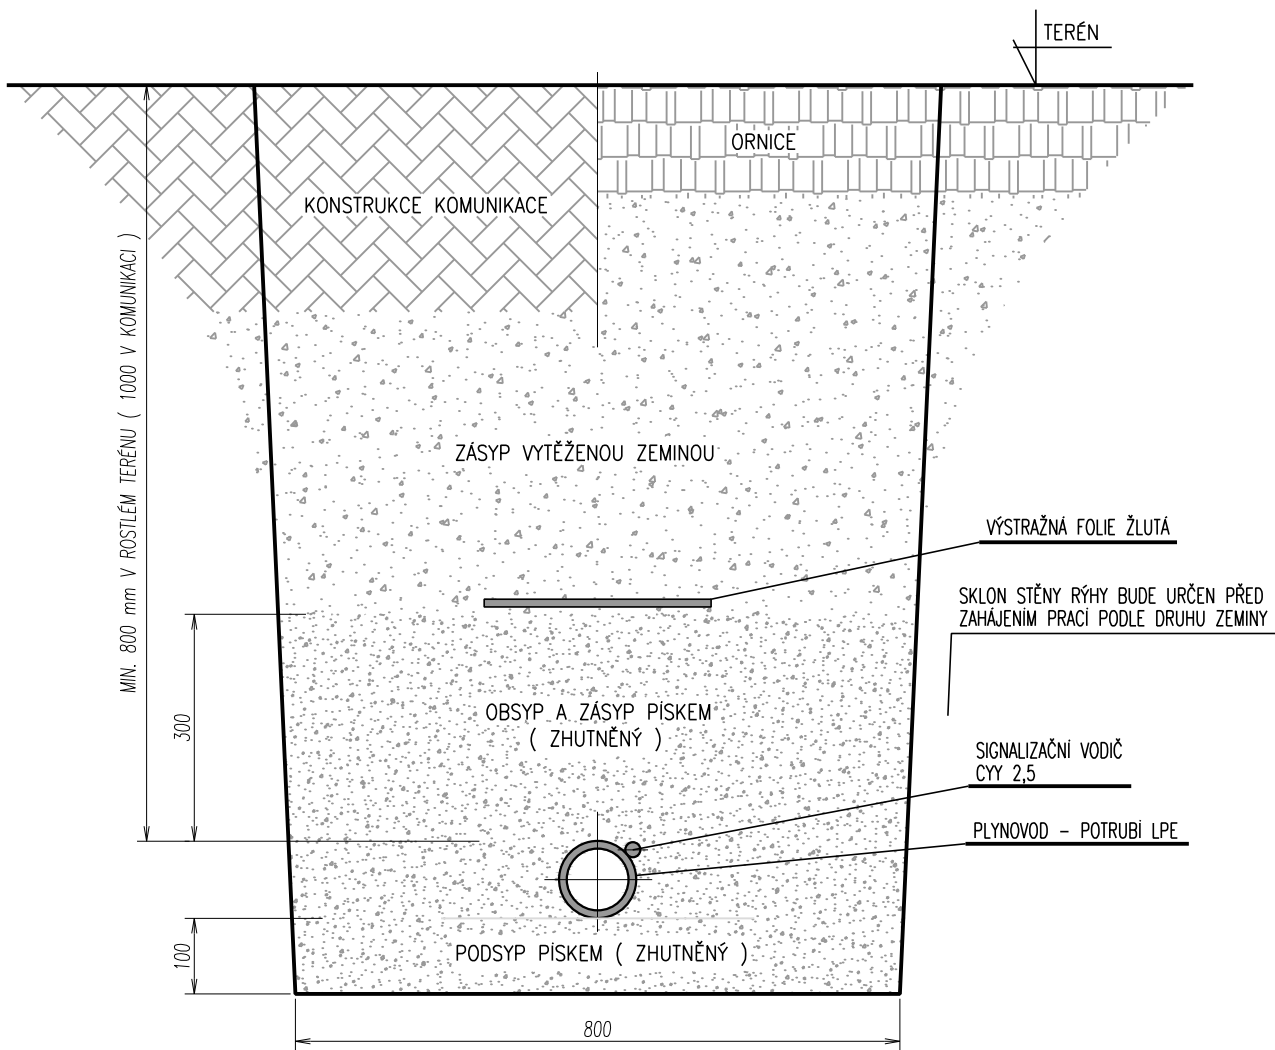 TERÉN
ORNICE
KONSTRUKCE KOMUNIKACE
MIN. 800 mm V ROSTLÉM TERÉNU ( 1000 V KOMUNIKACI )
ZÁSYP VYTĚŽENOU ZEMINOU
VÝSTRAŽNÁ FOLIE ŽLUTÁ
SKLON STĚNY RÝHY BUDE URČEN PŘED
ZAHÁJENÍM PRACÍ PODLE DRUHU ZEMINY
300
OBSYP A ZÁSYP PÍSKEM
( ZHUTNĚNÝ )
SIGNALIZAČNÍ VODIČ
CYY 2,5
PLYNOVOD – POTRUBÍ LPE
100
PODSYP PÍSKEM ( ZHUTNĚNÝ )
800